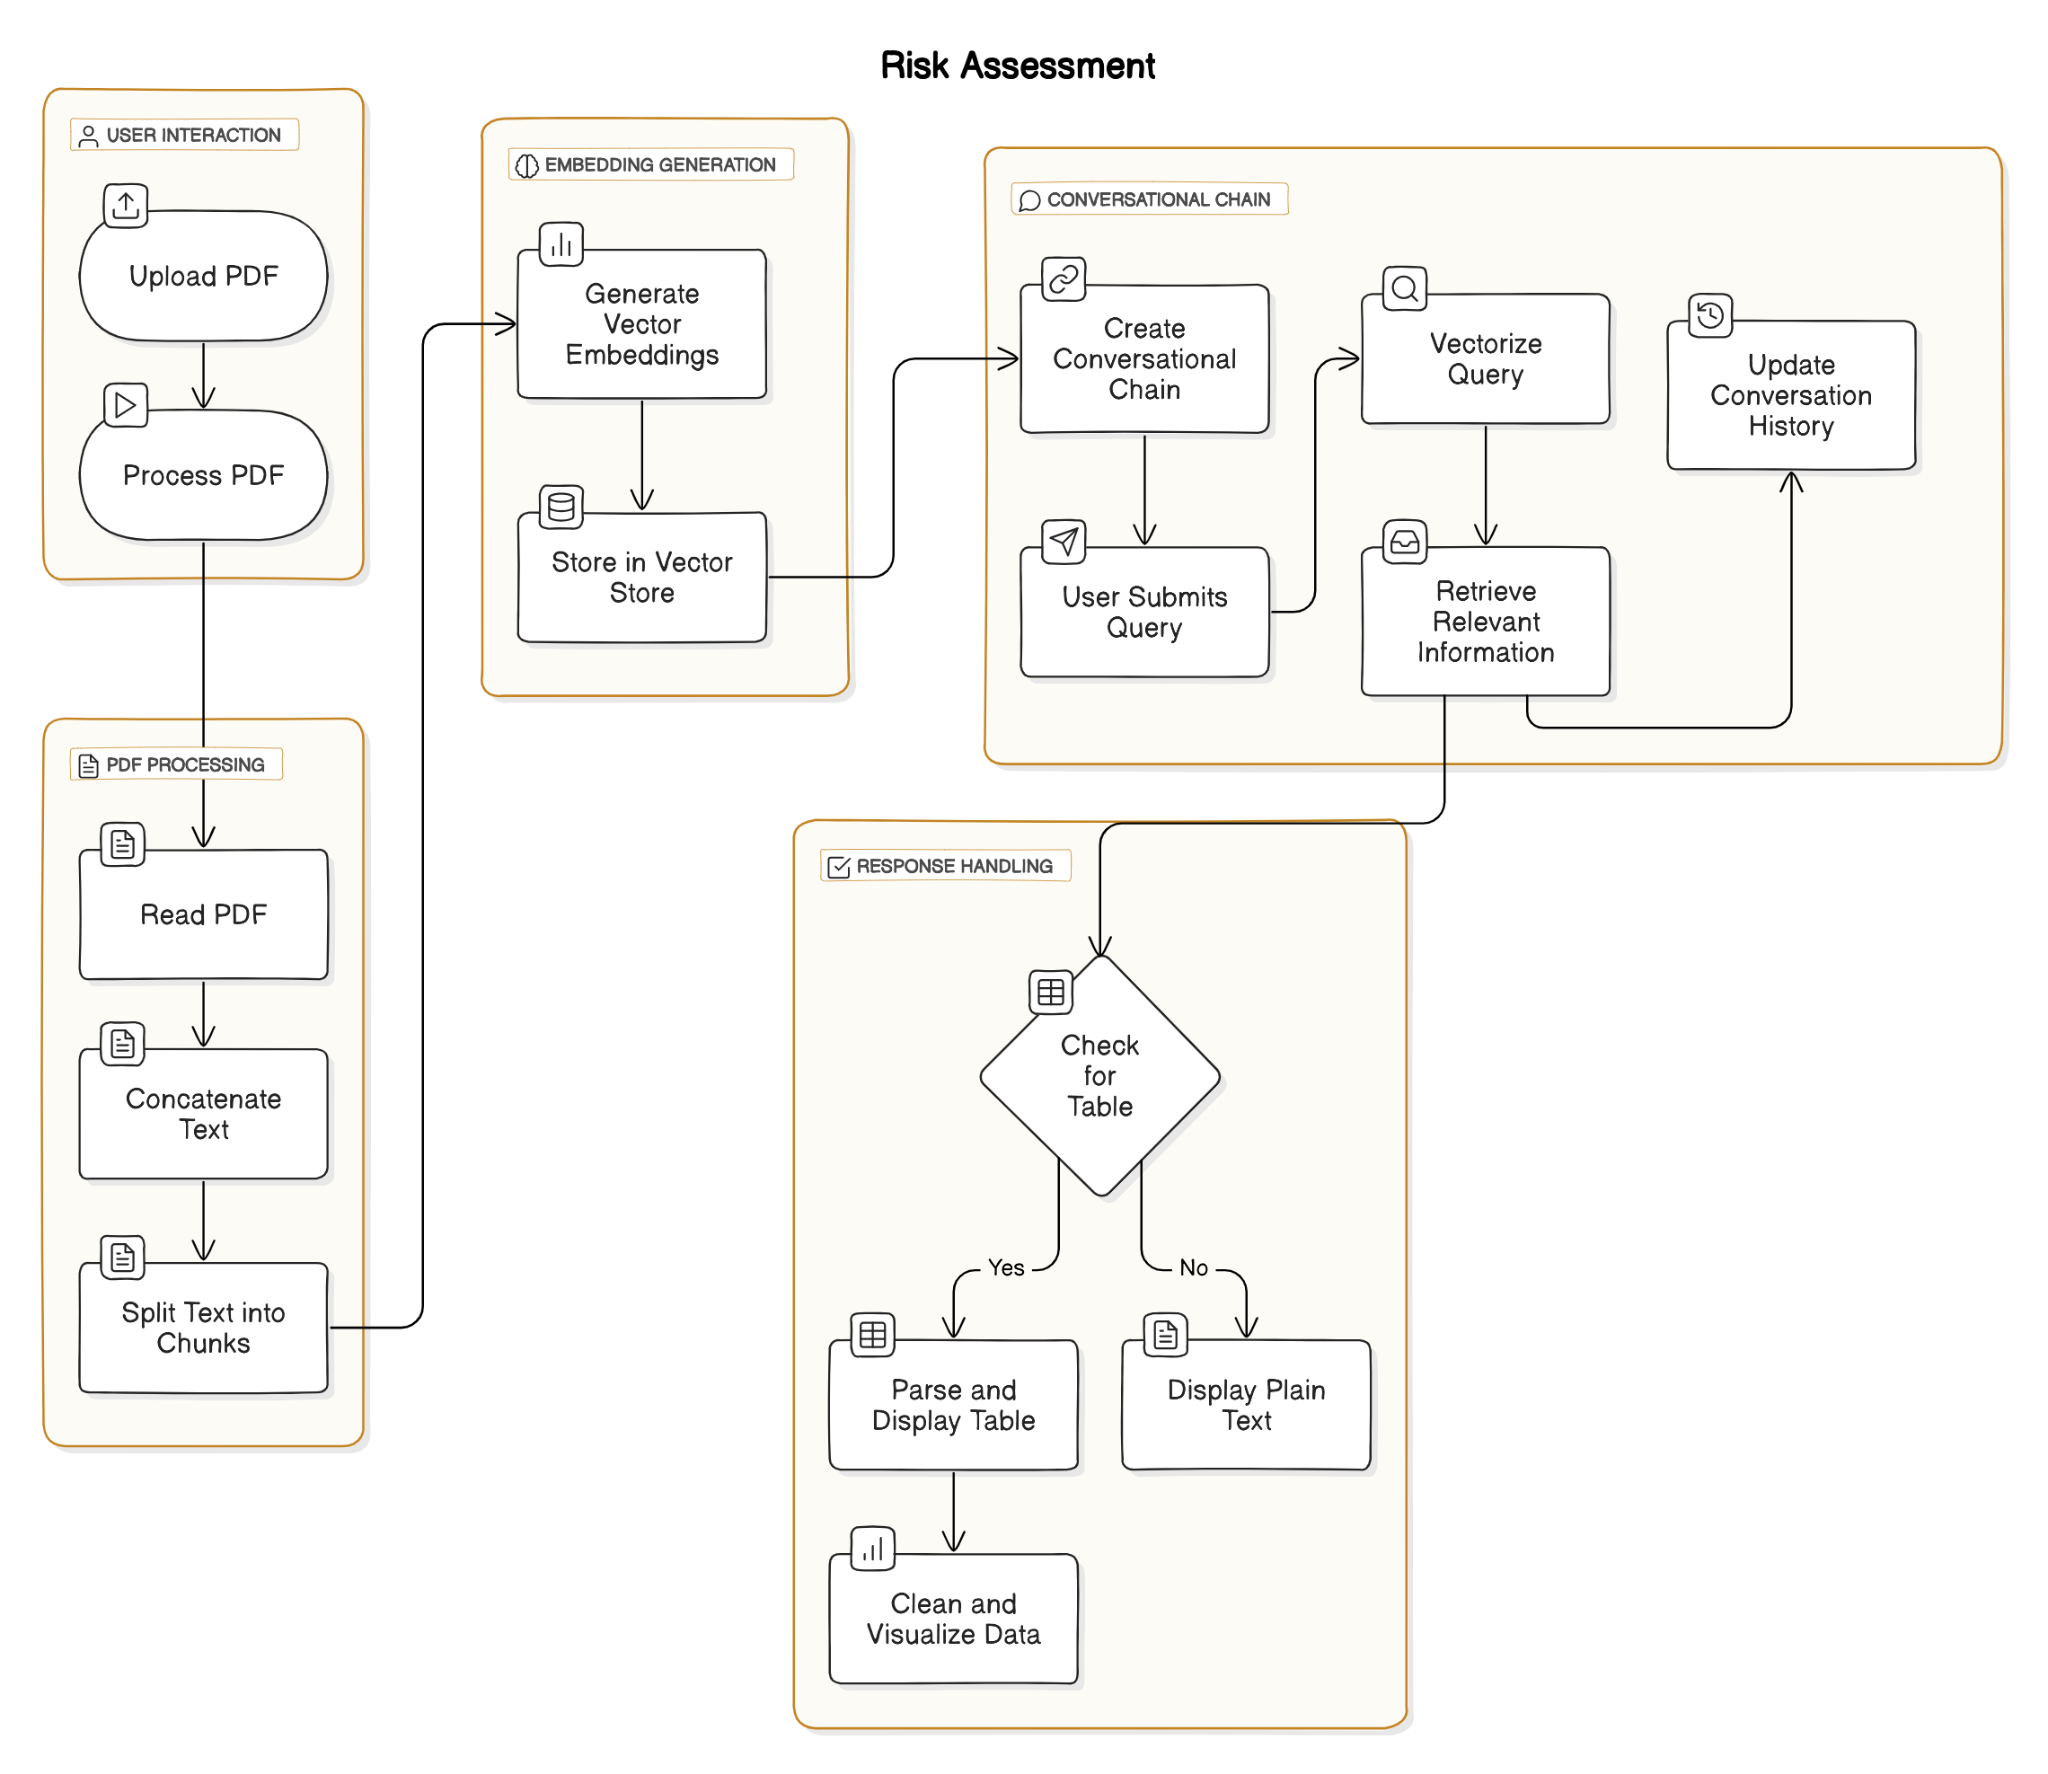 Risk Assessment
USER INTERACTION
Upload PDF
Process PDF
PDF PROCESSING
Read PDF
Concatenate
Text
Split Text into
Chunks
EMBEDDING GENERATION
Generate
Vector
Embeddings
Store in Vector
Store
CONVERSATIONAL CHAIN
Create
Conversational
Chain
User Submits
Query
Vectorize
Query
Retrieve
Relevant
Information
Update
Conversation
History
RESPONSE HANDLING
Check
for
Table
Yes
No
Parse and
Display Table
Display Plain
Text
Clean and
Visualize Data